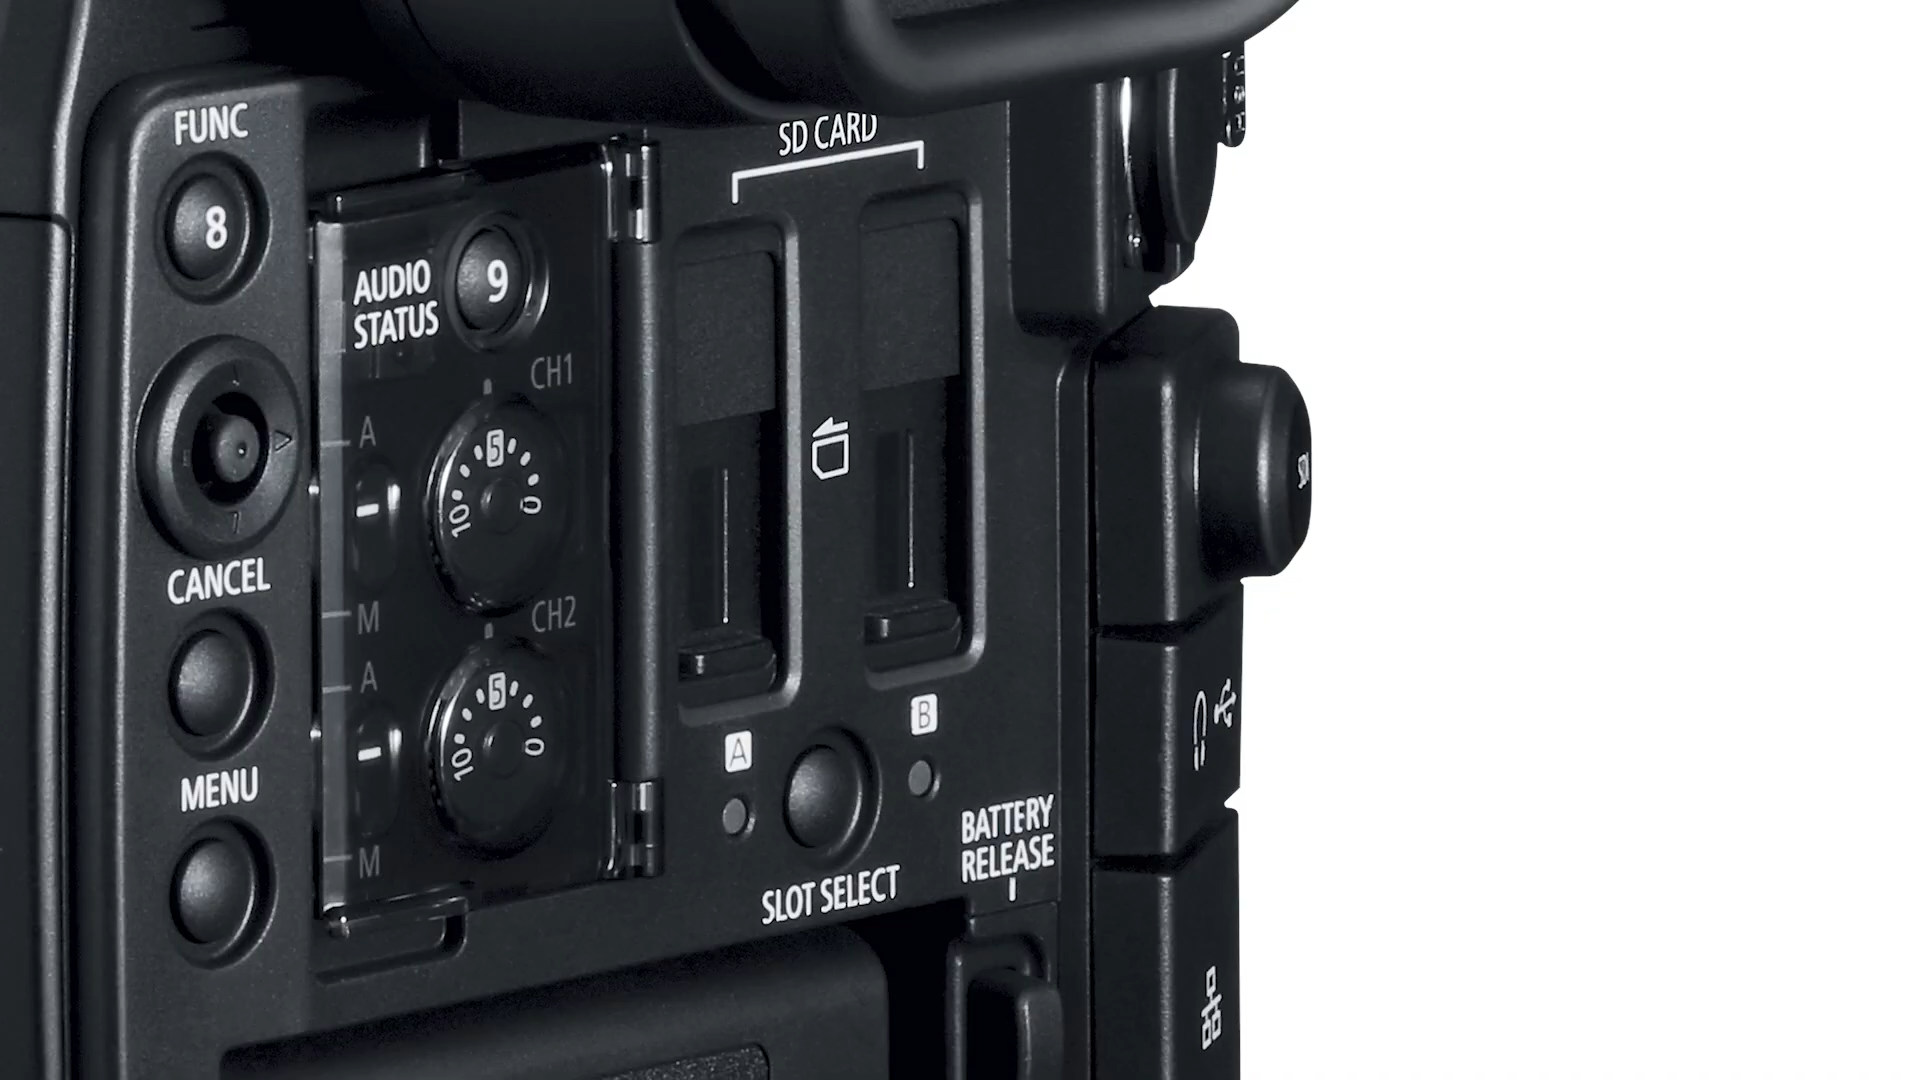 FUNC
8
SD CARD
AUDIO
STATUS
9
CH1
A
5
10
0
M
CH2
A
5
10
0
M
CANCEL
MENU
A
B
SLOT SELECT
BATTERY
RELEASE
SDI